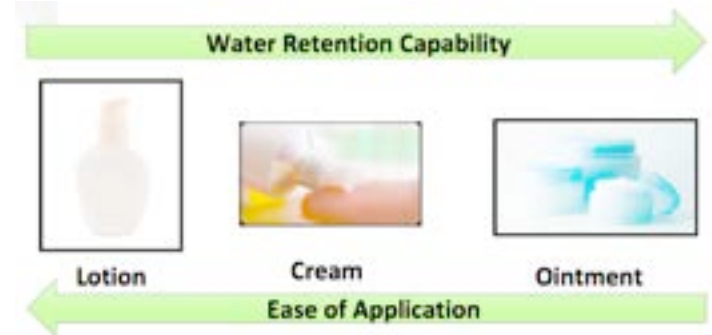 Water Retention Capability
Lotion
Cream
Ointment
Ease of Application